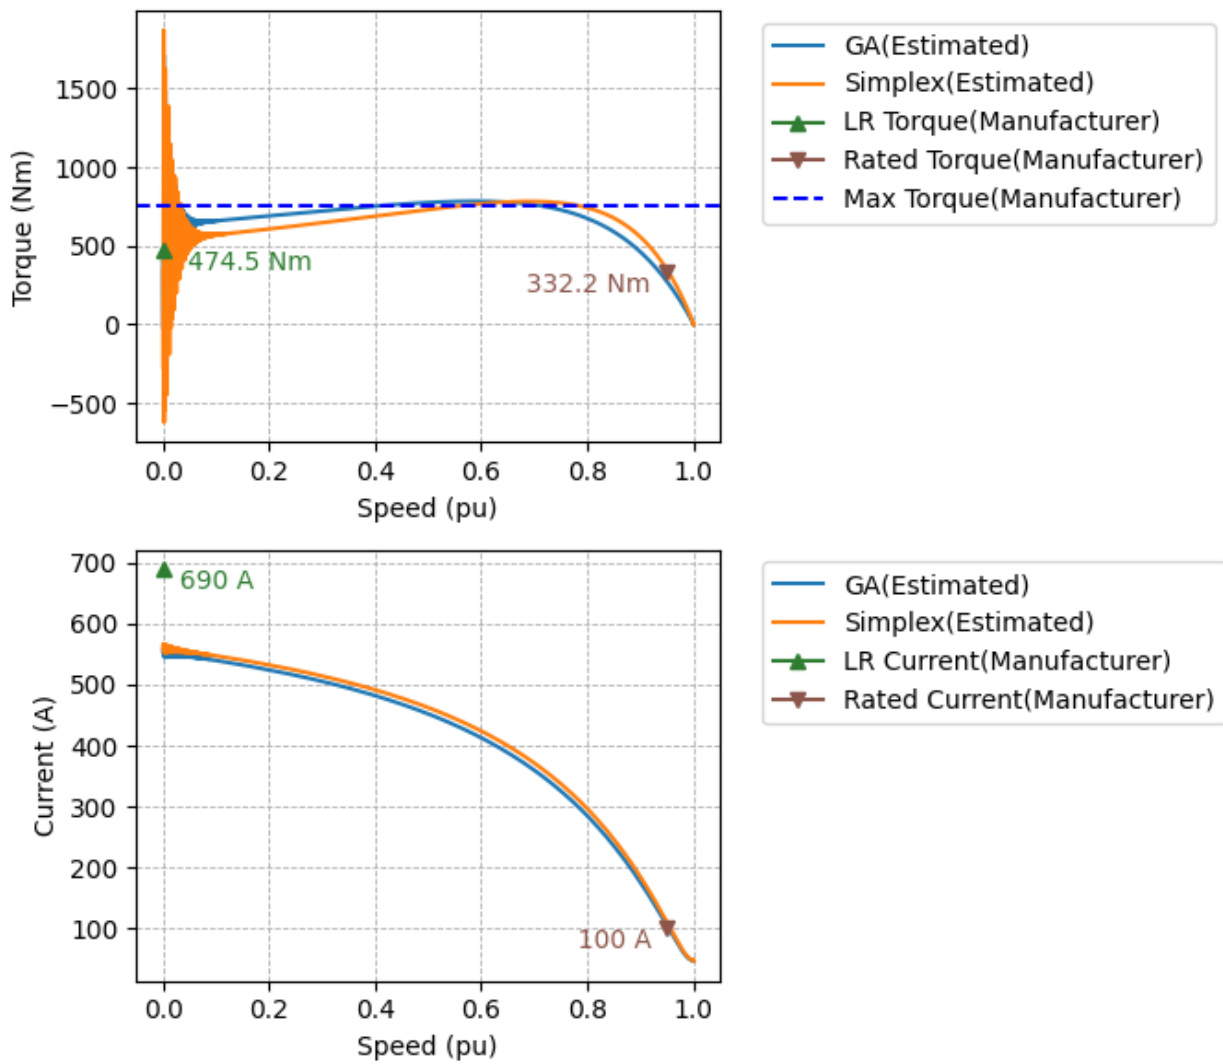 1500
1000
500
0
−500
Torque (Nm)
474.5 Nm
332.2 Nm
0.0 0.2 0.4 0.6 0.8 1.0
Speed (pu)
GA(Estimated)
Simplex(Estimated)
LR Torque(Manufacturer)
Rated Torque(Manufacturer)
Max Torque(Manufacturer)
700
600
500
400
300
200
100
Current (A)
690 A
100 A
0.0 0.2 0.4 0.6 0.8 1.0
Speed (pu)
GA(Estimated)
Simplex(Estimated)
LR Current(Manufacturer)
Rated Current(Manufacturer)